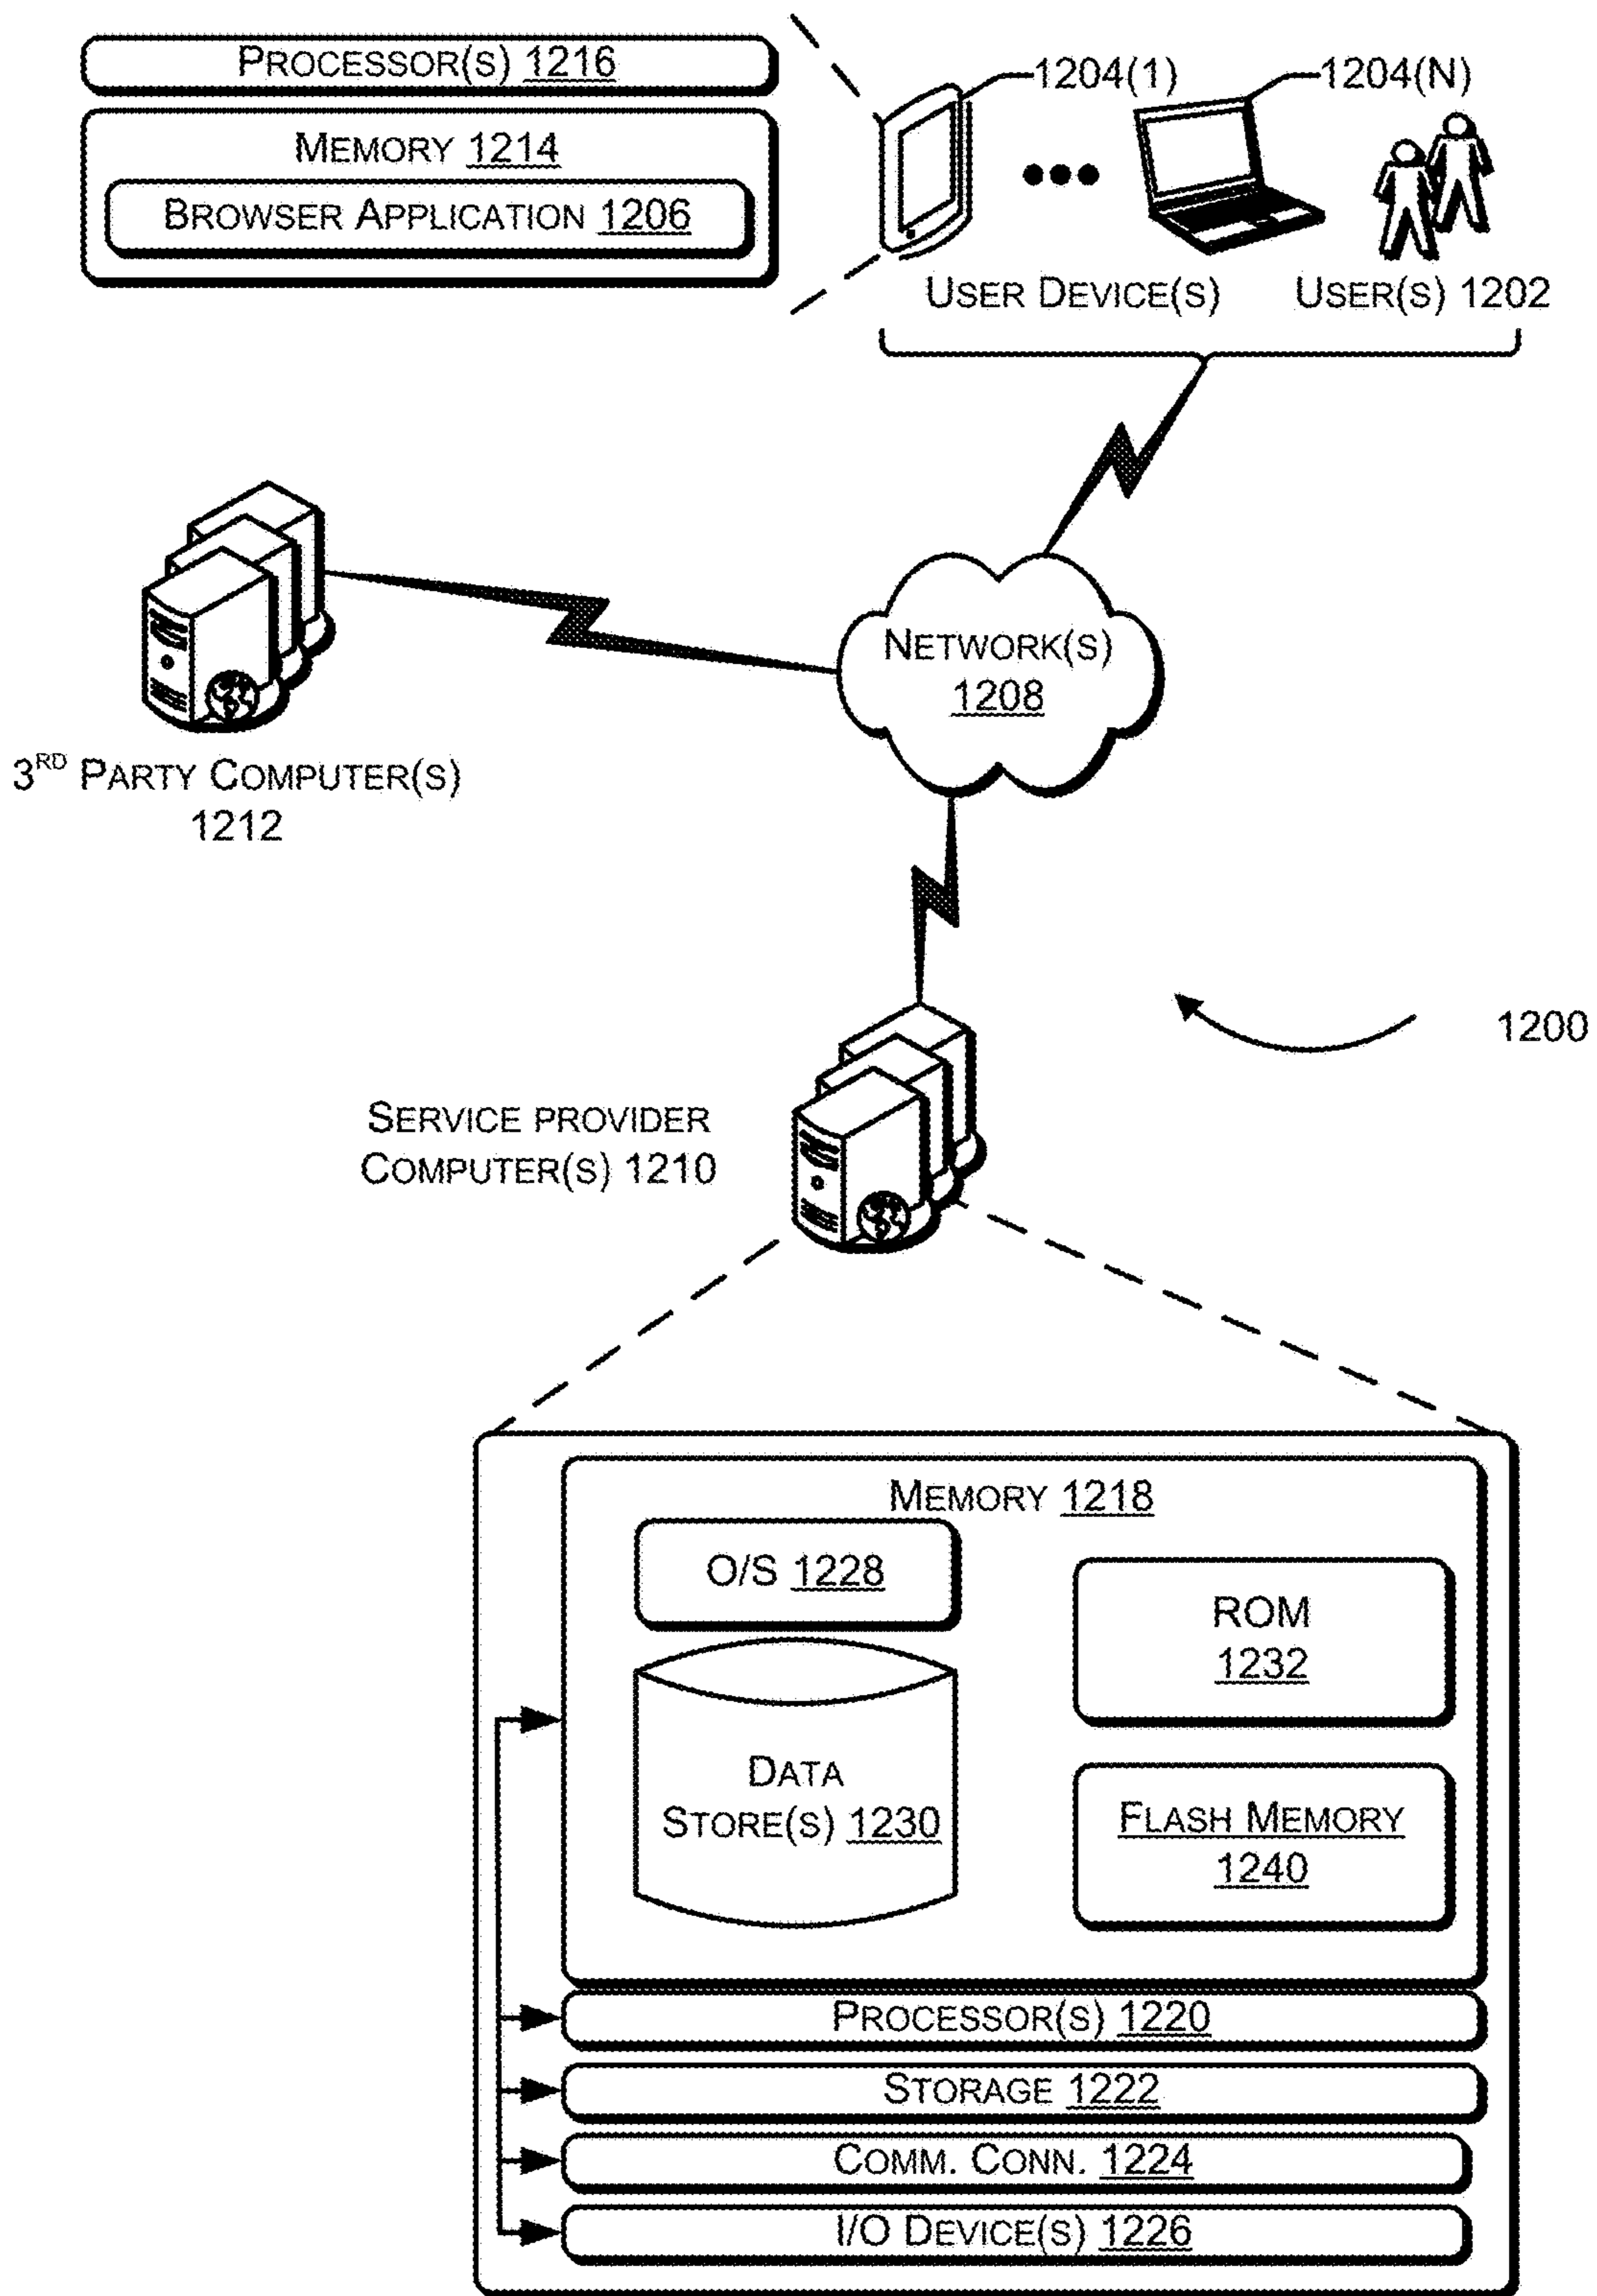 PROCESSOR(S) 1216
MEMORY 1214
BROWSER APPLICATION 1206
1204(1)
1204(N)
USER DEVICE(S)
USER(S) 1202
NETWORK(S)
1208
3RD PARTY COMPUTER(S)
1212
1200
SERVICE PROVIDER
COMPUTER(S) 1210
MEMORY 1218
O/S 1228
ROM
1232
DATA
STORE(S) 1230
FLASH MEMORY
1240
PROCESSOR(S) 1220
STORAGE 1222
COMM. CONN. 1224
I/O DEVICE(S) 1226